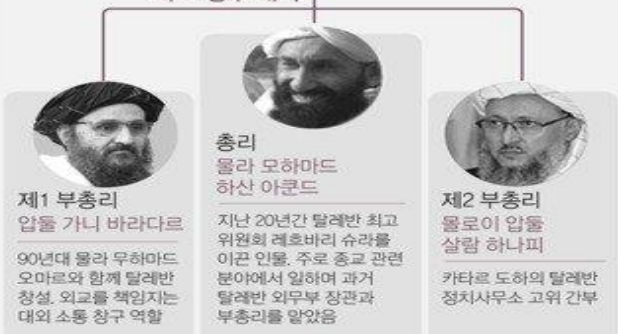 제1 부총리
압둘 가니 바라다르
90년대 물라 무하마드
오마르와 함께 탈레반
창설. 외교를 책임지는
대외 소통 창구 역할
총리
물라 모하마드
하산 아쿤드
지난 20년간 탈레반 최고
위원회 레흐바리 슈라를
이끈 인물. 주로 종교 관련
분야에서 일하며 과거
탈레반 외무부 장관과
부총리를 맡았음
제2 부총리
몰로이 압둘
살람 하나피
카타르 도하의 탈레반
정치사무소 고위 간부